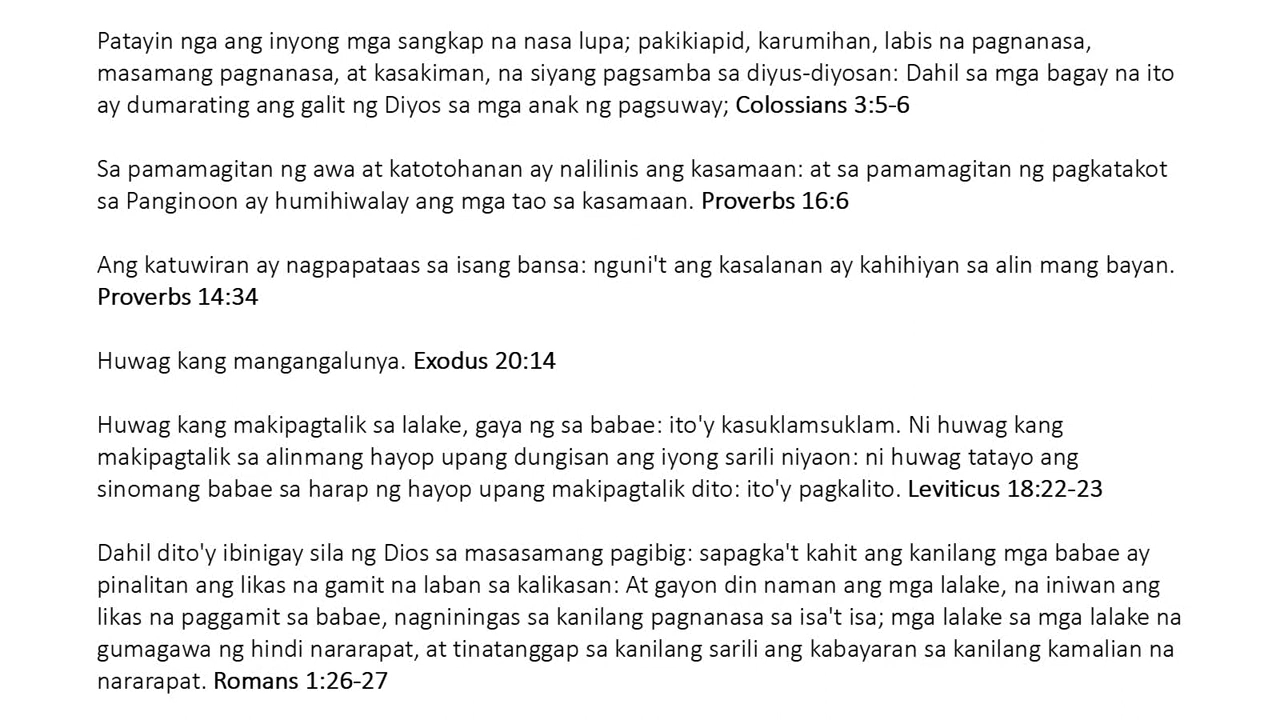 Patayin nga ang inyong mga sangkap na nasa lupa; pakikiapid, karumihan, labis na pagnanasa,
masamang pagnanasa, at kasakiman, na siyang pagsamba sa diyus-diyosan: Dahil sa mga bagay na ito
ay dumarating ang galit ng Diyos sa mga anak ng pagsuway; Colossians 3:5-6
Sa pamamagitan ng awa at katotohanan ay nalilinis ang kasamaan: at sa pamamagitan ng pagkatakot
sa Panginoon ay humihiwalay ang mga tao sa kasamaan. Proverbs 16:6
Ang katuwiran ay nagpapataas sa isang bansa: nguni't ang kasalanan ay kahihiyan sa alin mang bayan.
Proverbs 14:34
Huwag kang mangangalunya. Exodus 20:14
Huwag kang makipagtalik sa lalake, gaya ng sa babae: ito'y kasuklamsuklam. Ni huwag kang
makipagtalik sa alinmang hayop upang dungisan ang iyong sarili niyaon: ni huwag tatayo ang
sinomang babae sa harap ng hayop upang makipagtalik dito: ito'y pagkalito. Leviticus 18:22-23
Dahil dito'y ibinigay sila ng Dios sa masasamang pagibig: sapagka't kahit ang kanilang mga babae ay
pinalitan ang likas na gamit na laban sa kalikasan: At gayon din naman ang mga lalake, na iniwan ang
likas na paggamit sa babae, nagniningas sa kanilang pagnanasa sa isa't isa; mga lalake sa mga lalake na
gumagawa ng hindi nararapat, at tinatanggap sa kanilang sarili ang kabayaran sa kanilang kamalian na
nararapat. Romans 1:26-27